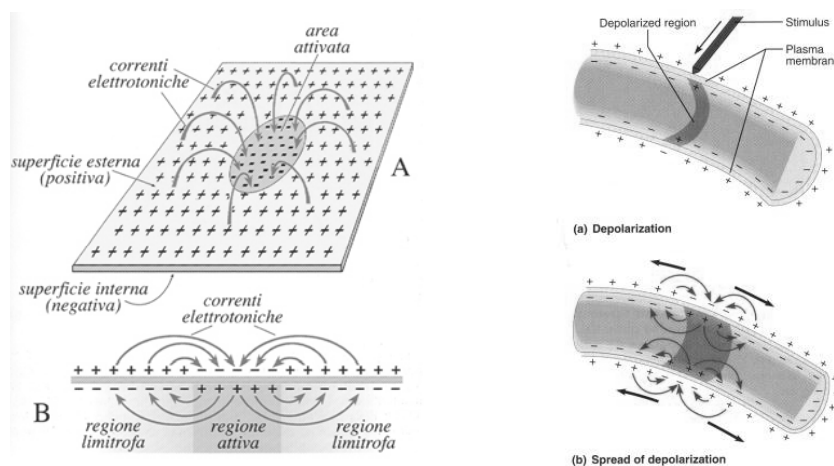 area
attivata
correnti
elettrotoniche
superficie esterna
(positiva)
A
superficie interna
(negativa)
correnti
elettrotoniche
B
regione
limitrofa
regione
attiva
regione
limitrofa
Depolarized region
Stimulus
Plasma
membran
(a) Depolarization
(b) Spread of depolarization